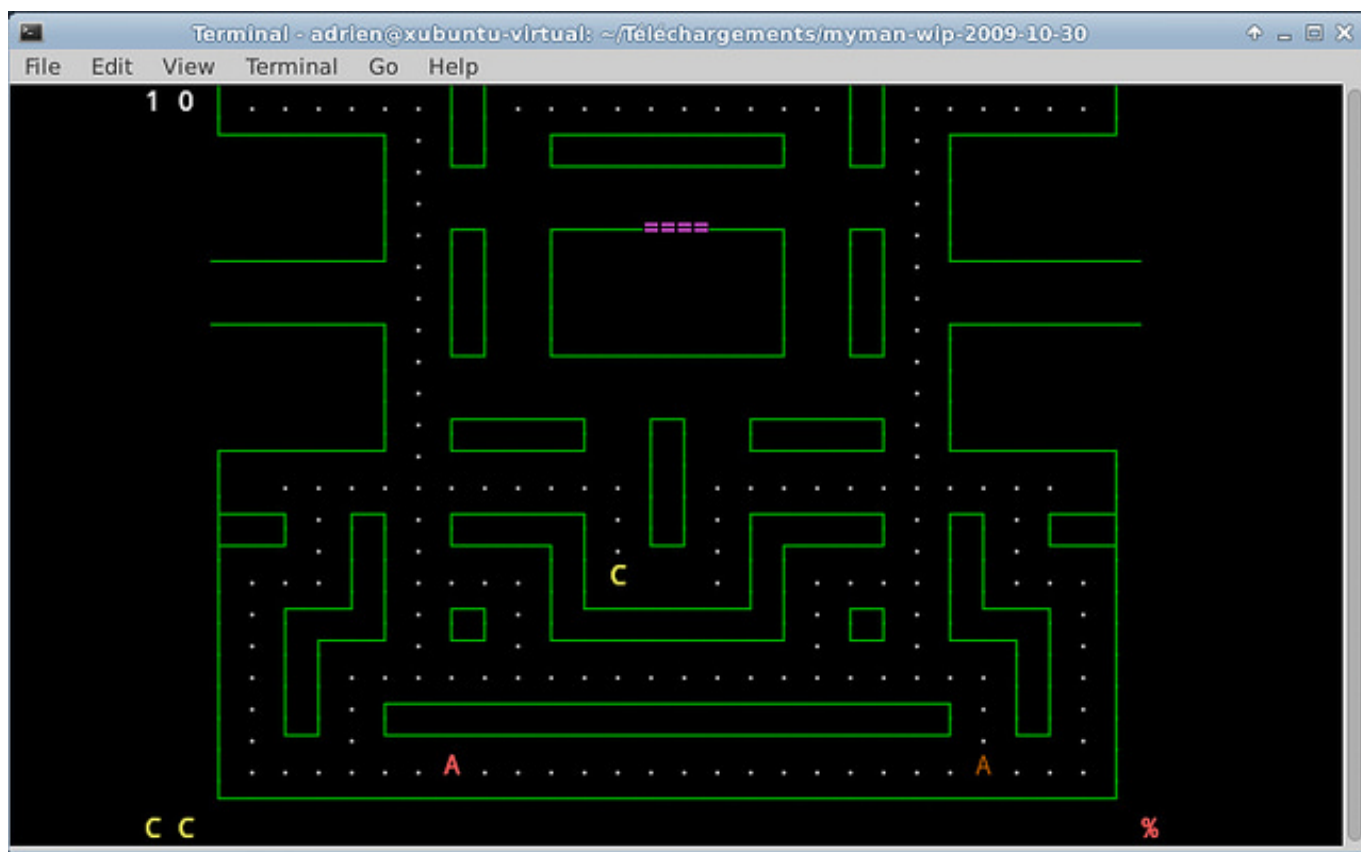 Terminal - adrien@xubuntu-virtual: ~/Téléchargements/myman-wip-2009-10-30
File Edit View Terminal Go Help
1 0
====
C
A A
C C %